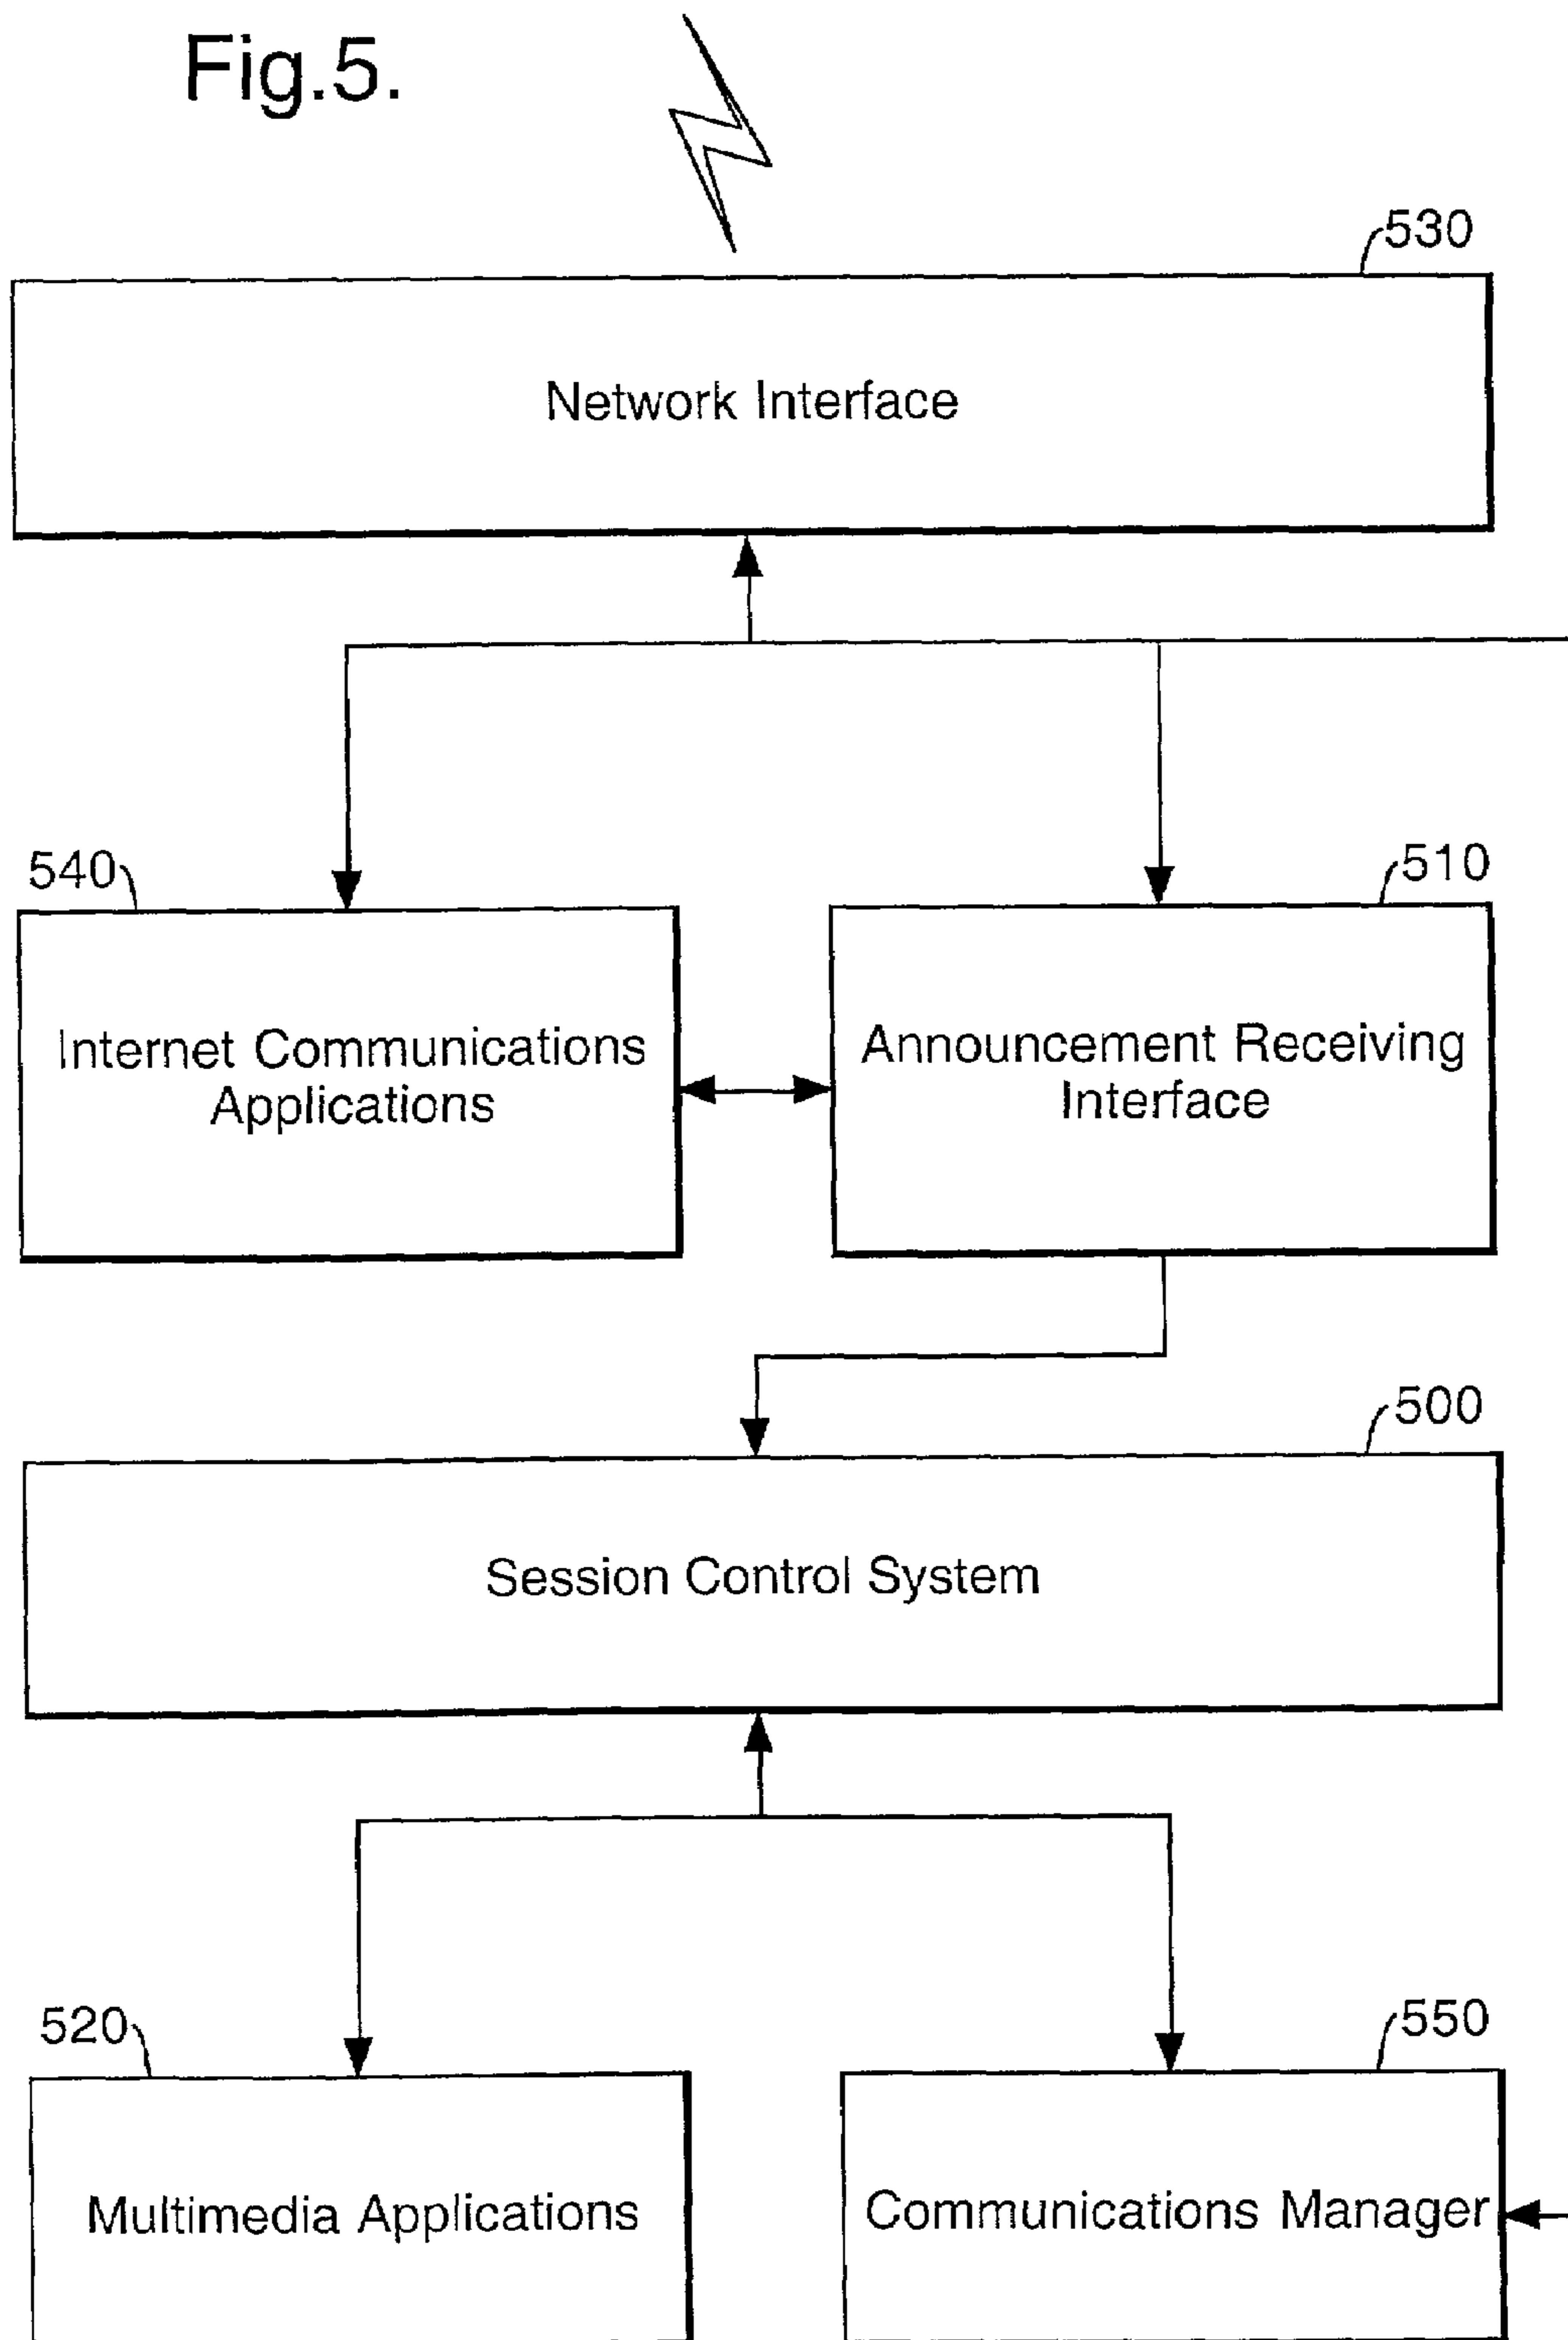 Fig.5.
530
Network Interface
540
510
Internet Communications
Applications
Announcement Receiving
Interface
500
Session Control System
520
550
Multimedia Applications
Communications Manager